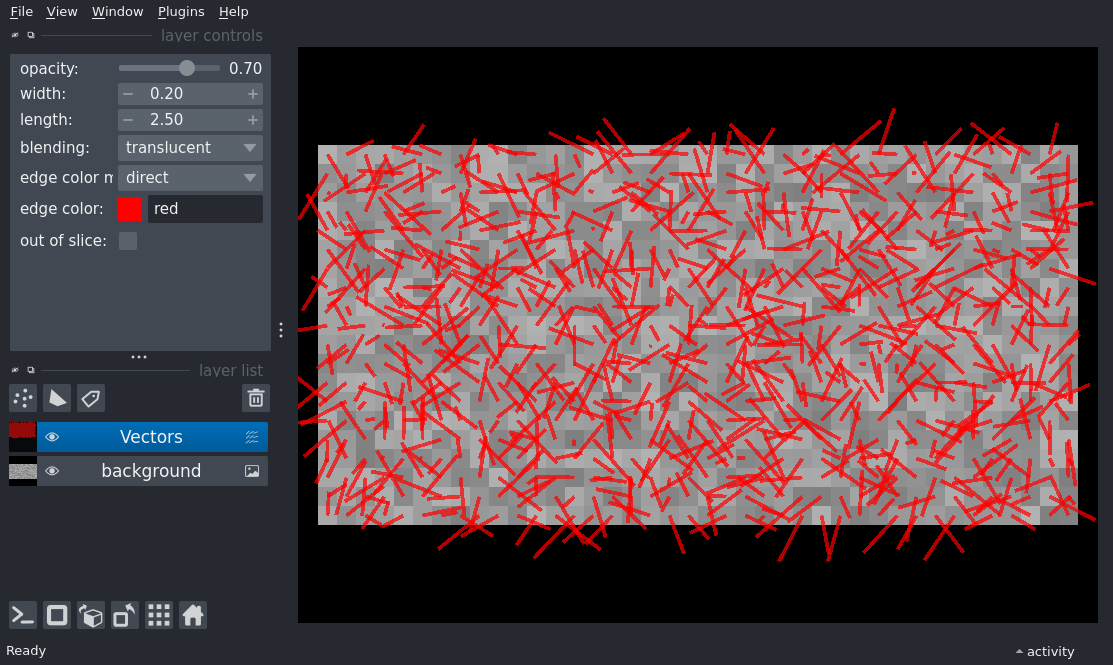 File View Window Plugins Help
layer controls
opacity: 0.70
width: 0.20
length: 2.50
blending: translucent
edge color m direct
edge color: red
out of slice:
layer list
Vectors
background
Ready
activity